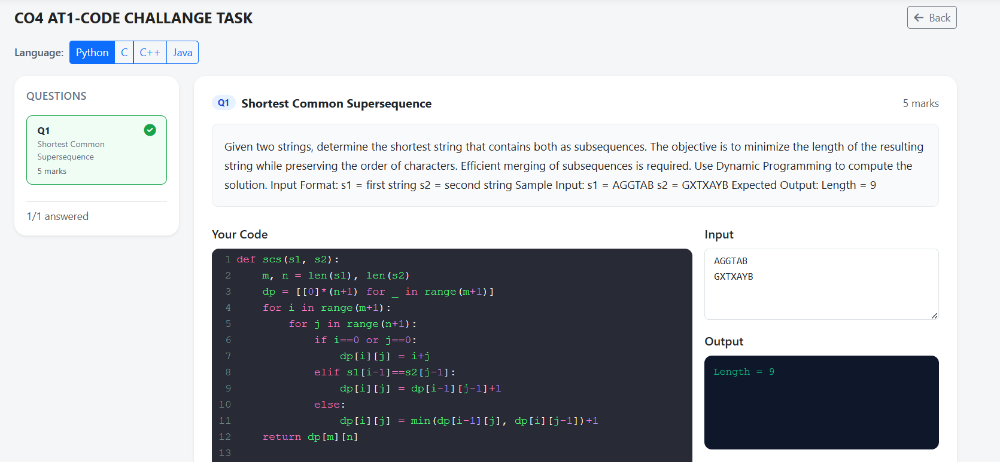 CO4 AT1-CODE CHALLANGE TASK
Back
Language: Python C C++ Java
QUESTIONS
Q1
Shortest Common
Supersequence
5 marks
1/1 answered
Q1 Shortest Common Supersequence
5 marks
Given two strings, determine the shortest string that contains both as subsequences. The objective is to minimize the length of the resulting
string while preserving the order of characters. Efficient merging of subsequences is required. Use Dynamic Programming to compute the
solution. Input Format: s1 = first string s2 = second string Sample Input: s1 = AGGTAB s2 = GXTXAYB Expected Output: Length = 9
Your Code
1 def scs(s1, s2):
2     m, n = len(s1), len(s2)
3     dp = [[0]*(n+1) for _ in range(m+1)]
4     for i in range(m+1):
5         for j in range(n+1):
6             if i==0 or j==0:
7                 dp[i][j] = i+j
8             elif s1[i-1]==s2[j-1]:
9                 dp[i][j] = dp[i-1][j-1]+1
10             else:
11                 dp[i][j] = min(dp[i-1][j], dp[i][j-1])+1
12     return dp[m][n]
13
Input
AGGTAB
GXTXAYB
Output
Length = 9